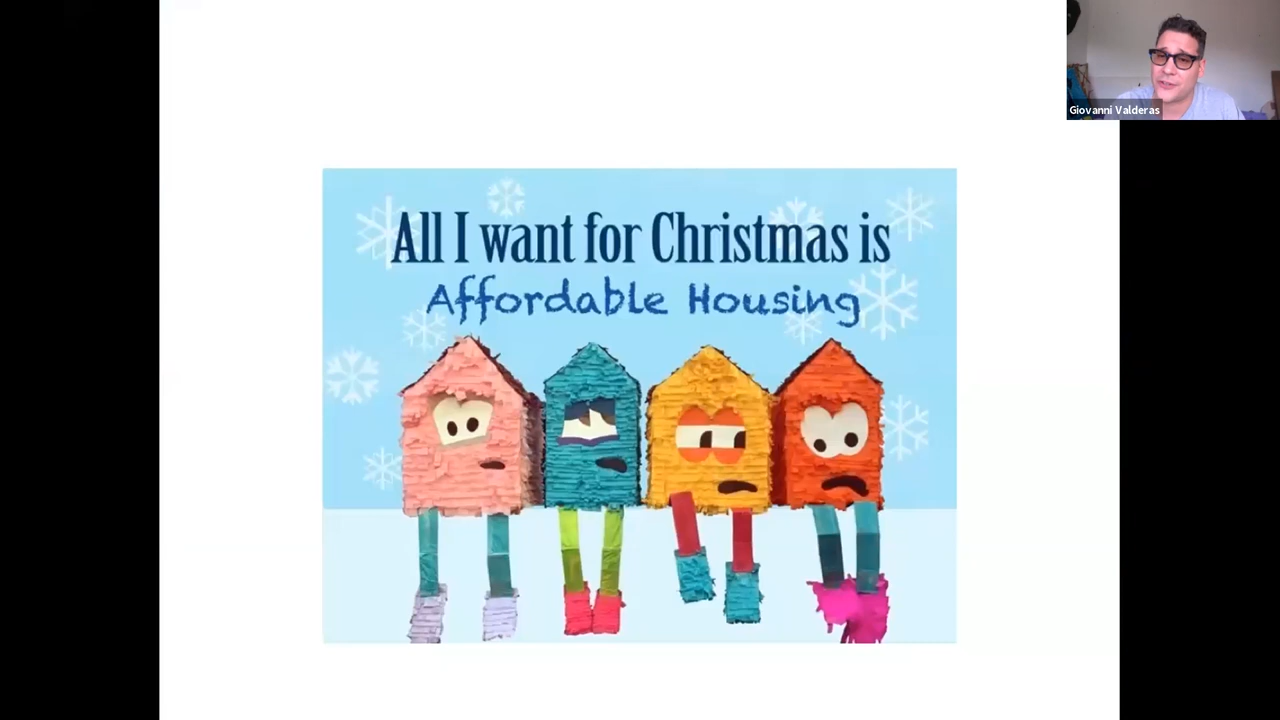 Giovanni Valderas
All I want for Christmas is
Affordable Housing